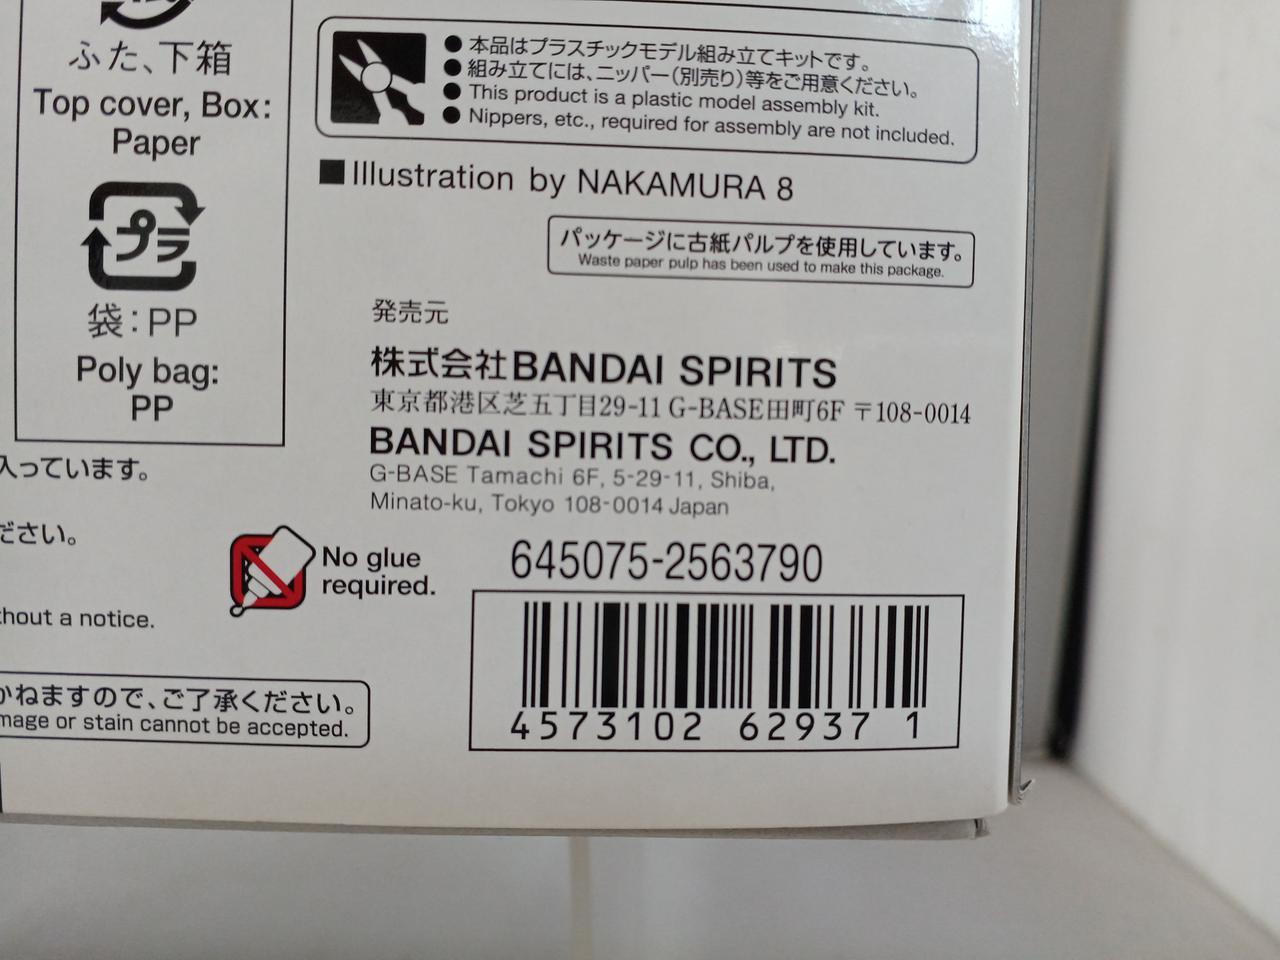 ふた、下箱
Top cover, Box:
Paper
プラ
袋：PP
Poly bag:
PP
入っています。
ださい。
thout a notice.
かねますので、ご了承ください。
mage or stain cannot be accepted.
●本品はプラスチックモデル組み立てキットです。
●組み立てには、ニッパー（別売り）等をご用意ください。
●This product is a plastic model assembly kit.
●Nippers, etc., required for assembly are not included.
■Illustration by NAKAMURA 8
パッケージに古紙パルプを使用しています。
Waste paper pulp has been used to make this package.
発売元
株式会社BANDAI SPIRITS
東京都港区芝五丁目29-11 G-BASE田町6F 〒108-0014
BANDAI SPIRITS CO., LTD.
G-BASE Tamachi 6F, 5-29-11, Shiba,
Minato-ku, Tokyo 108-0014 Japan
No glue
required.
645075-2563790
4573102 62937 1